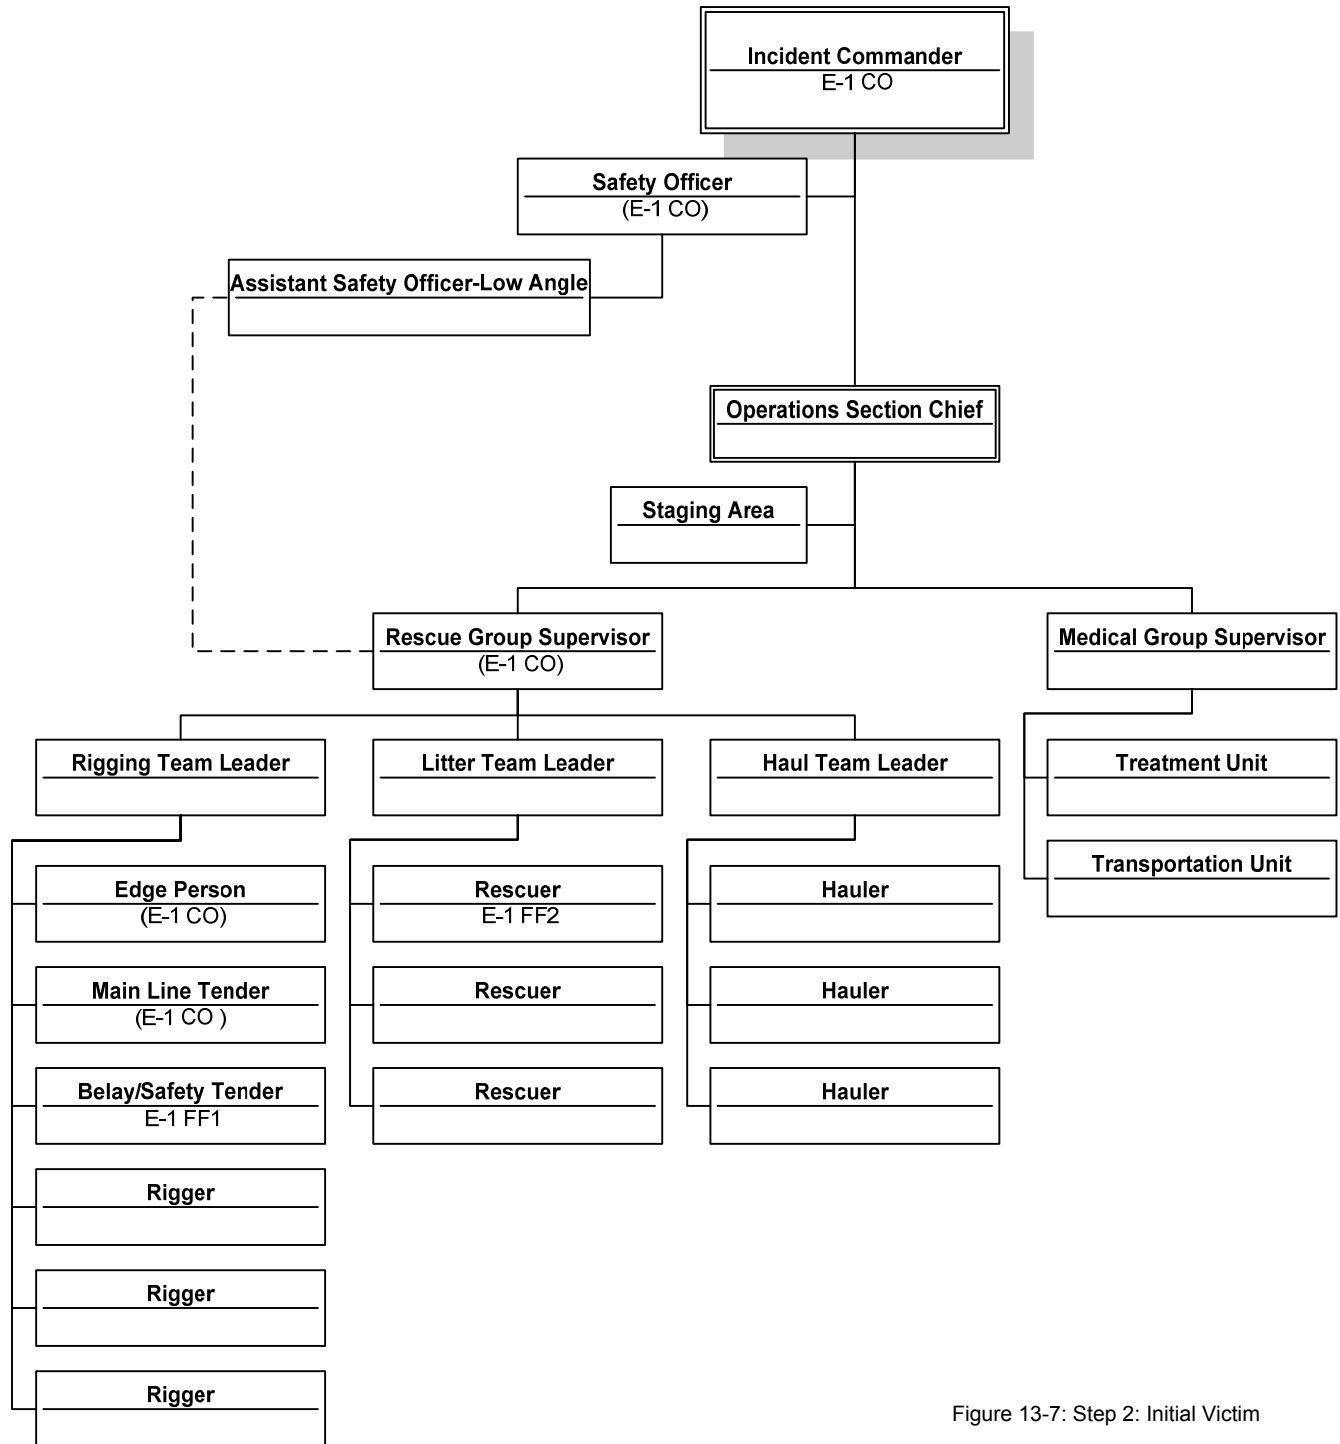 Incident Commander
E-1 CO
Safety Officer
(E-1 CO)
Assistant Safety Officer-Low Angle
Operations Section Chief
Staging Area
Rescue Group Supervisor
(E-1 CO)
Medical Group Supervisor
Rigging Team Leader
Litter Team Leader
Haul Team Leader
Treatment Unit
Transportation Unit
Edge Person
(E-1 CO)
Rescuer
E-1 FF2
Hauler
Main Line Tender
(E-1 CO )
Rescuer
Hauler
Belay/Safety Tender
E-1 FF1
Rescuer
Hauler
Rigger
Rigger
Rigger
Figure 13-7: Step 2: Initial Victim